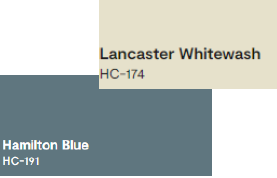 Lancaster Whitewash
HC-174
Hamilton Blue
HC-191